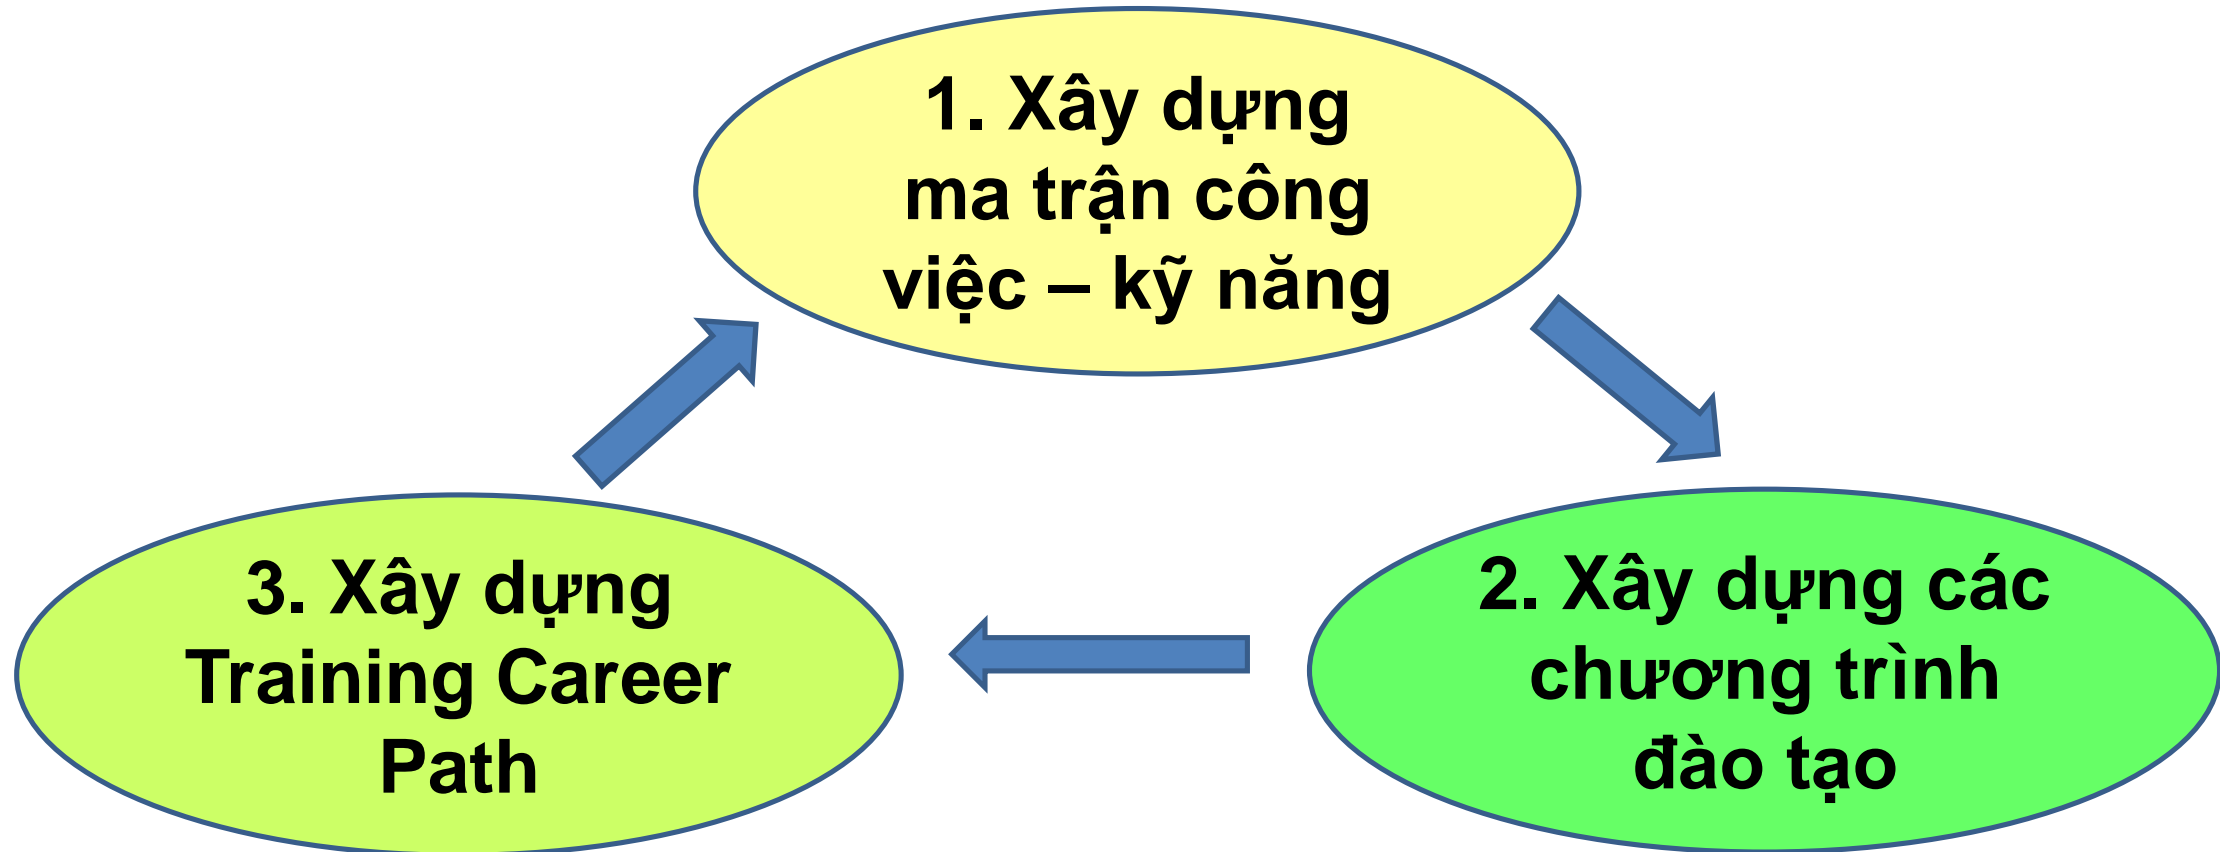 1. Xây dựng
ma trận công
việc – kỹ năng
2. Xây dựng các
chương trình
đào tạo
3. Xây dựng
Training Career
Path